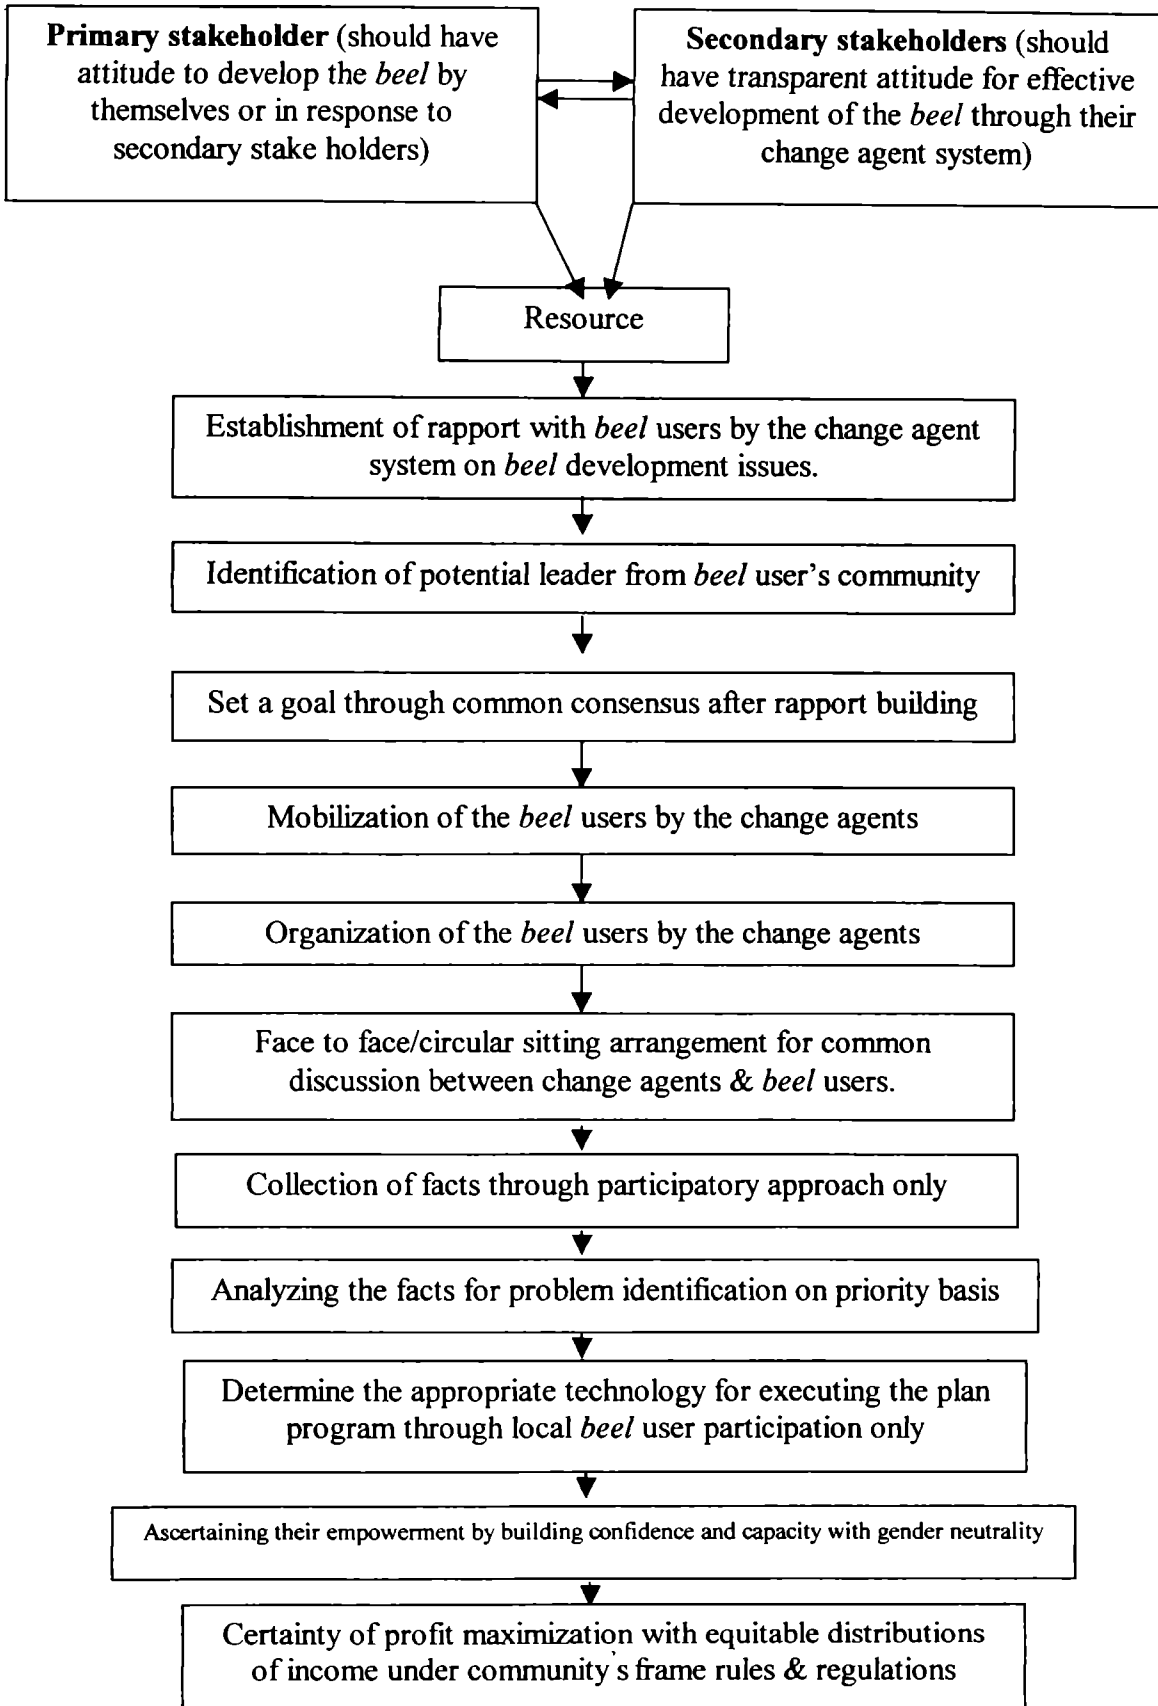 Primary stakeholder (should have
attitude to develop the beel by
themselves or in response to
secondary stake holders)
Secondary stakeholders (should
have transparent attitude for effective
development of the beel through their
change agent system)
Resource
Establishment of rapport with beel users by the change agent
system on beel development issues.
Identification of potential leader from beel user's community
Set a goal through common consensus after rapport building
Mobilization of the beel users by the change agents
Organization of the beel users by the change agents
Face to face/circular sitting arrangement for common
discussion between change agents & beel users.
Collection of facts through participatory approach only
Analyzing the facts for problem identification on priority basis
Determine the appropriate technology for executing the plan
program through local beel user participation only
Ascertaining their empowerment by building confidence and capacity with gender neutrality
Certainty of profit maximization with equitable distributions
of income under community's frame rules & regulations